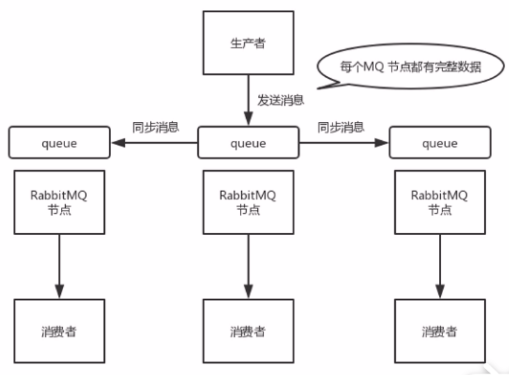 生产者
每个MQ 节点都有完整数据
发送消息
同步消息
同步消息
queue
queue
queue
RabbitMQ
节点
RabbitMQ
节点
RabbitMQ
节点
消费者
消费者
消费者